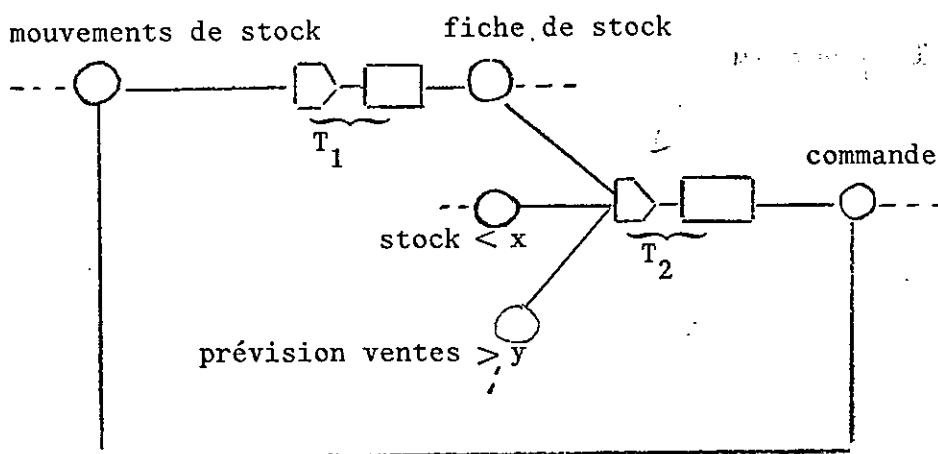 mouvements de stock
fiche de stock
T1
commande
stock < x
T2
prévision ventes > y